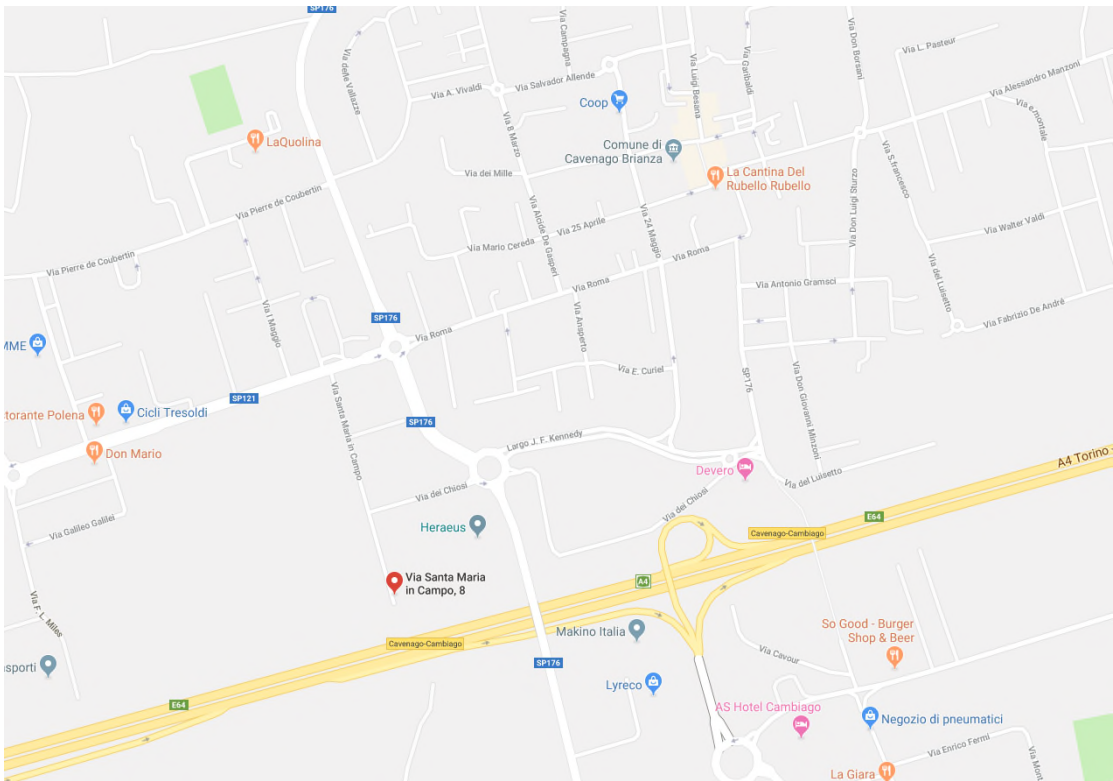 SP176
Via delle Vallazze
Via Campagna
Via Luigi Besana
Via Garibaldi
Via Don Borsani
Via L. Pasteur
Via Alessandro Manzoni
Via e.montale
Via Salvador Allende
Via A. Vivaldi
Coop
Via 8 Marzo
LaQuolina
Comune di
Cavenago Brianza
La Cantina Del
Rubello Rubello
Via dei Mille
Via S.francesco
Via Pierre de Coubertin
Via Alcide De Gasperi
Via 25 Aprile
Via 24 Maggio
Via Don Luigi Sturzo
Via Walter Valdi
Via Mario Cereda
Via Roma
Via Pierre de Coubertin
Via Roma
Via Antonio Gramsci
Via del Luisetto
Via I Maggio
Via Ansperto
Via Fabrizio De André
SP176
Via Roma
MME
Via E. Curiel
SP176
Via Don Giovanni Minzoni
SP121
Via Santa Maria in Campo
torante Polena
Cicli Tresoldi
SP176
Don Mario
Largo J. F. Kennedy
A4 Torino
Devero
Via del Luisetto
Via dei Chiosi
Via dei Chiosi
Via Galileo Galilei
Heraeus
E64
Cavenago-Cambiago
Via Santa Maria
in Campo, 8
A4
Via F. L. Miles
Makino Italia
So Good - Burger
Shop & Beer
Cavenago-Cambiago
Via Cavour
asporti
SP176
Lyreco
E64
AS Hotel Cambiago
Negozio di pneumatici
Via Enrico Fermi
La Giara